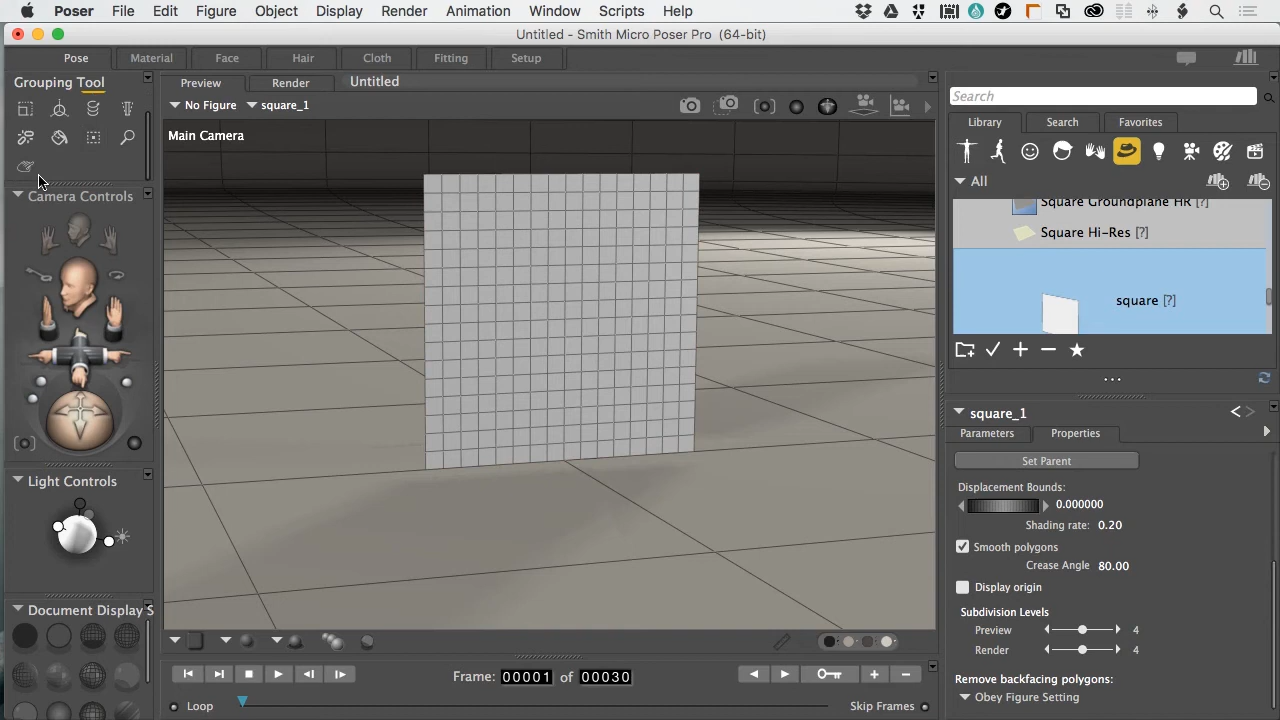 Poser File Edit Figure Object Display Render Animation Window Scripts Help
Untitled - Smith Micro Poser Pro (64-bit)
Pose Material Face Hair Cloth Fitting Setup
Grouping Tool
Preview Render Untitled
No Figure square_1
Main Camera
Camera Controls
Light Controls
Document Display S
Search
Library Search Favorites
All
Square Groundplane HR [?]
Square Hi-Res [?]
square [?]
square_1
Parameters Properties
Set Parent
Displacement Bounds:
0.000000
Shading rate: 0.20
Smooth polygons
Crease Angle 80.00
Display origin
Subdivision Levels
Preview 4
Render 4
Remove backfacing polygons:
Obey Figure Setting
Frame: 00001 of 00030
Loop Skip Frames